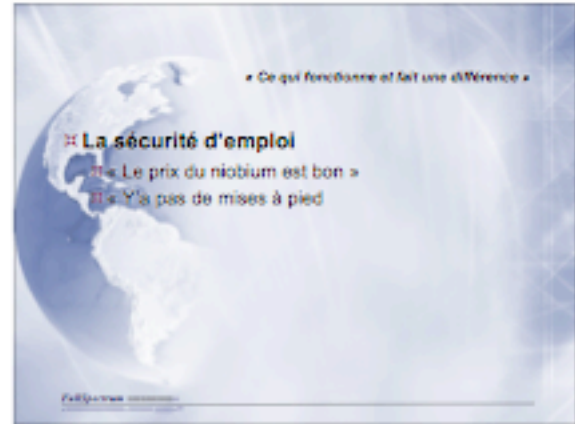 « Ce qui fonctionne et fait une différence »
La sécurité d'emploi
« Le prix du niobium est bon »
« Y'a pas de mises à pied